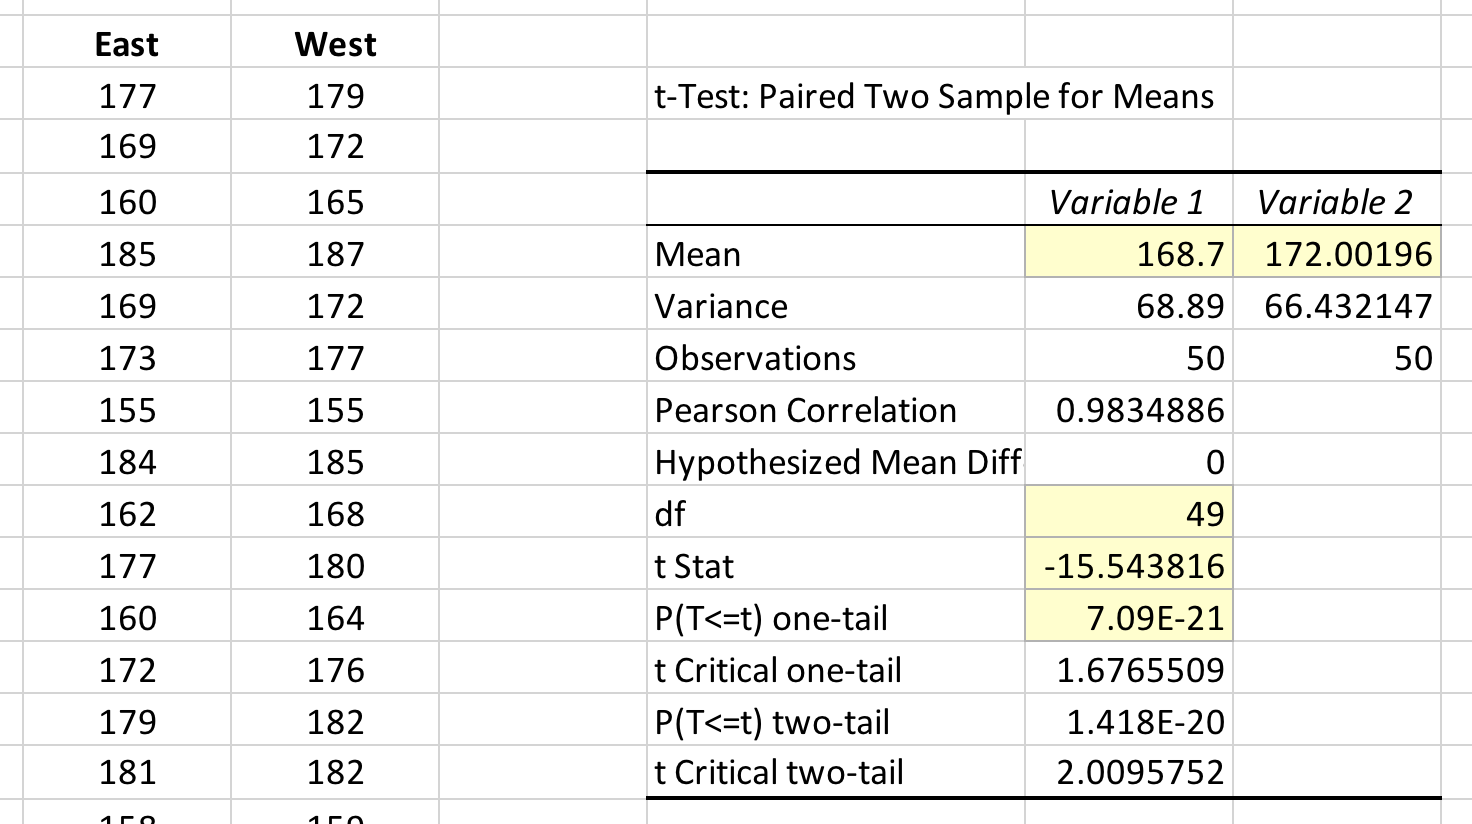 East West
177 179 t-Test: Paired Two Sample for Means
169 172
160 165 Variable 1 Variable 2
185 187 Mean 168.7 172.00196
169 172 Variance 68.89 66.432147
173 177 Observations 50 50
155 155 Pearson Correlation 0.9834886
184 185 Hypothesized Mean Diff 0
162 168 df 49
177 180 t Stat -15.543816
160 164 P(T<=t) one-tail 7.09E-21
172 176 t Critical one-tail 1.6765509
179 182 P(T<=t) two-tail 1.418E-20
181 182 t Critical two-tail 2.0095752